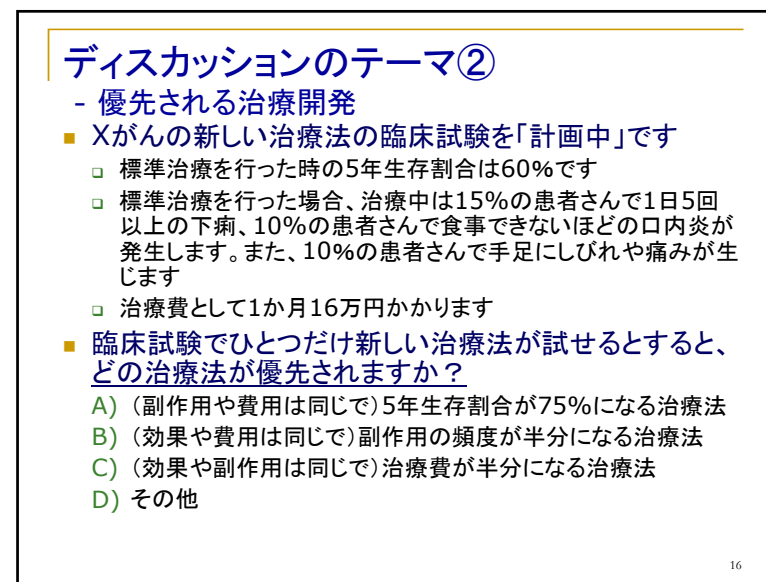 ディスカッションのテーマ②
- 優先される治療開発
■ Xがんの新しい治療法の臨床試験を「計画中」です
□ 標準治療を行った時の5年生存割合は60%です
□ 標準治療を行った場合、治療中は15%の患者さんで1日5回
以上の下痢、10%の患者さんで食事できないほどの口内炎が
発生します。また、10%の患者さんで手足にしびれや痛みが生
じます
□ 治療費として1か月16万円かかります
■ 臨床試験でひとつだけ新しい治療法が試せるとすると、
どの治療法が優先されますか？
A) （副作用や費用は同じで）5年生存割合が75%になる治療法
B) （効果や費用は同じで）副作用の頻度が半分になる治療法
C) （効果や副作用は同じで）治療費が半分になる治療法
D) その他
16